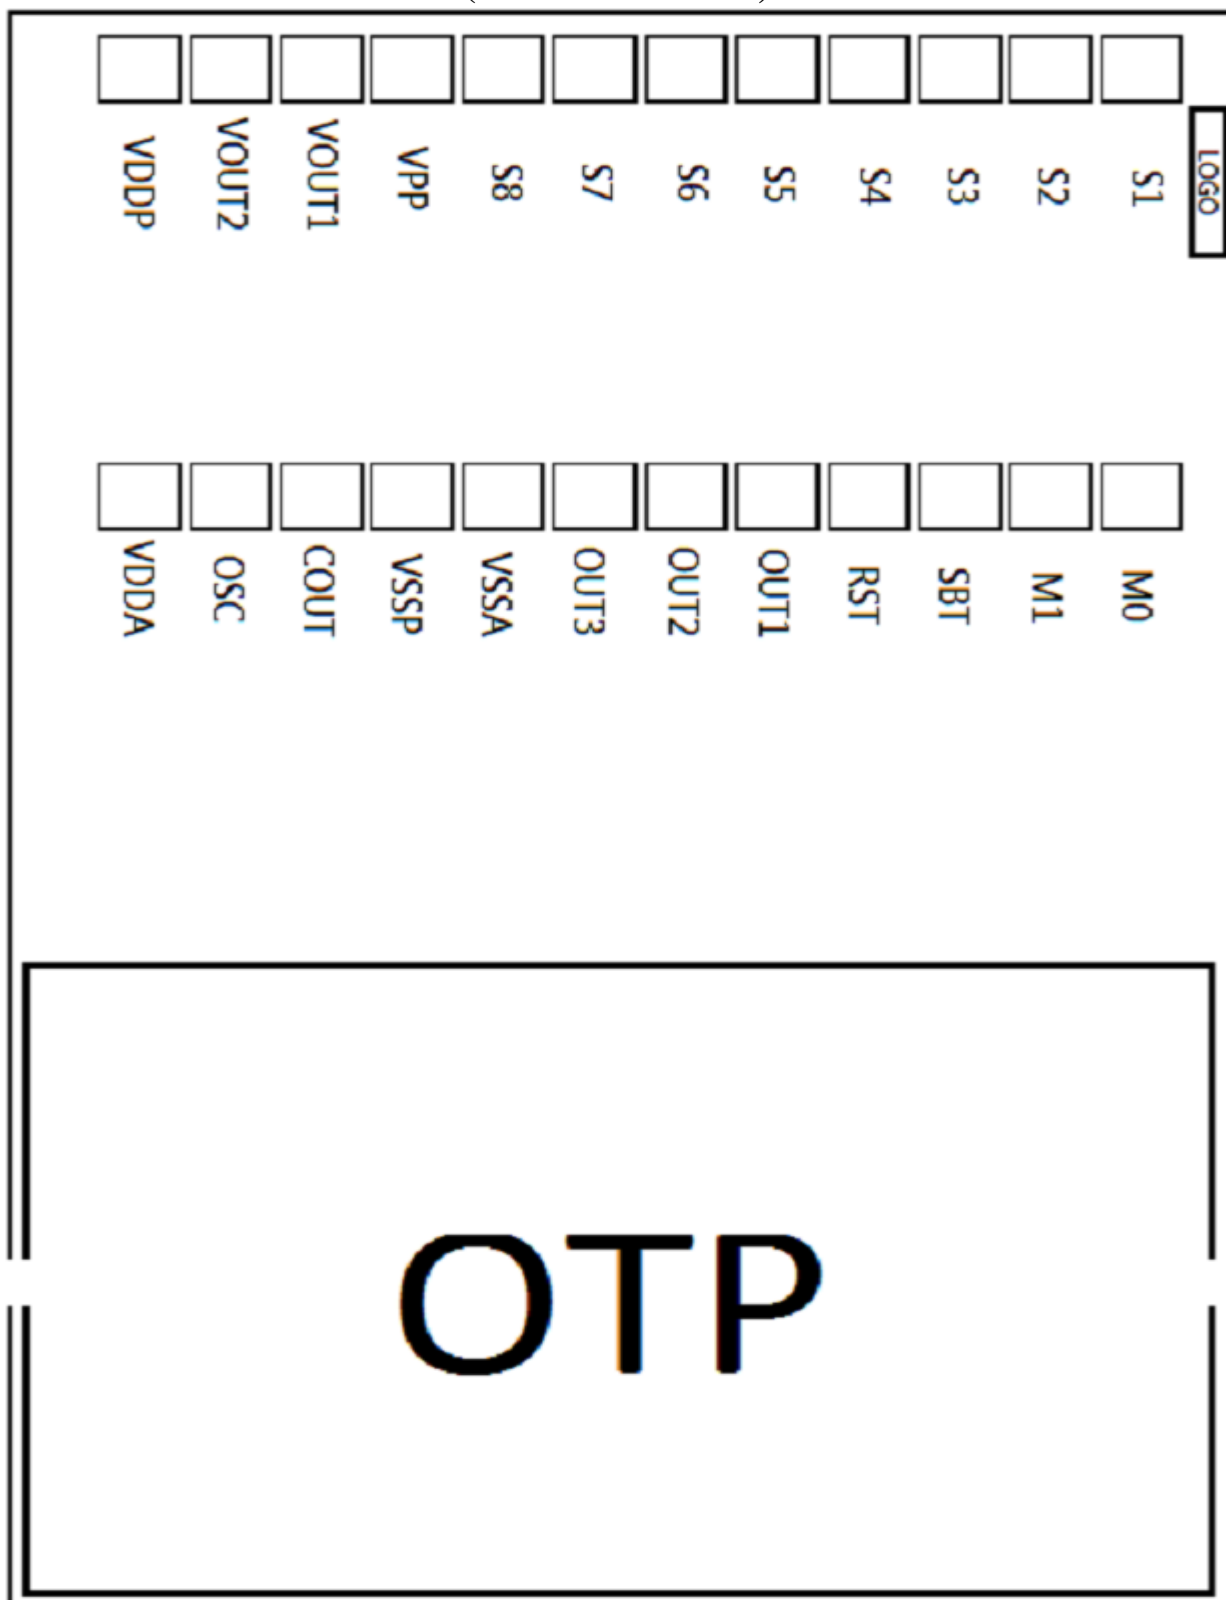 VDDP VOUT2 VOUT1 VPP S8 S7 S6 S5 S4 S3 S2 S1 LOGO
VDDA OSC COUT VSSP VSSA OUT3 OUT2 OUT1 RST SBT M1 M0
OTP